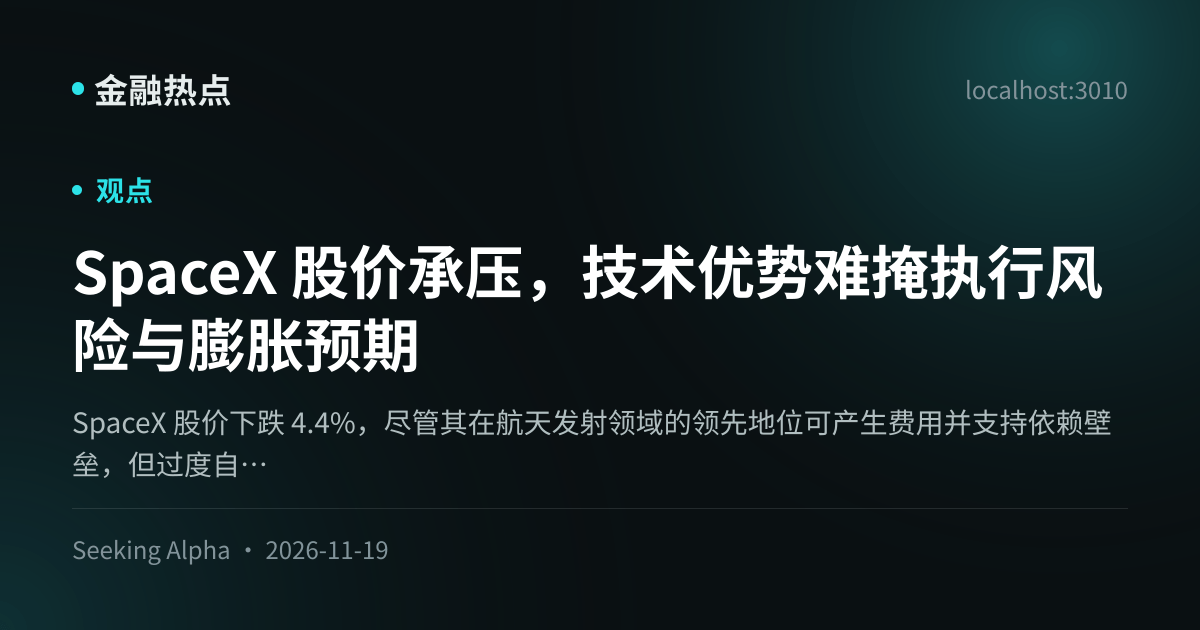 金融热点
localhost:3010
观点
SpaceX 股价承压，技术优势难掩执行风
险与膨胀预期
SpaceX 股价下跌 4.4%，尽管其在航天发射领域的领先地位可产生费用并支持依赖壁
垒，但过度自…
Seeking Alpha · 2026-11-19